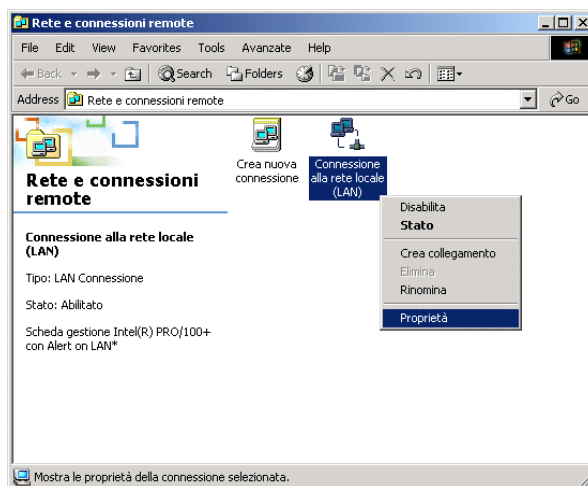 Rete e connessioni remote
File Edit View Favorites Tools Avanzate Help
Back Search Folders
Address Rete e connessioni remote Go
Crea nuova
connessione
Connessione
alla rete locale
(LAN)
Rete e connessioni
remote
Connessione alla rete locale
(LAN)
Tipo: LAN Connessione
Stato: Abilitato
Scheda gestione Intel(R) PRO/100+
con Alert on LAN*
Disabilita
Stato
Crea collegamento
Elimina
Rinomina
Proprietà
Mostra le proprietà della connessione selezionata.